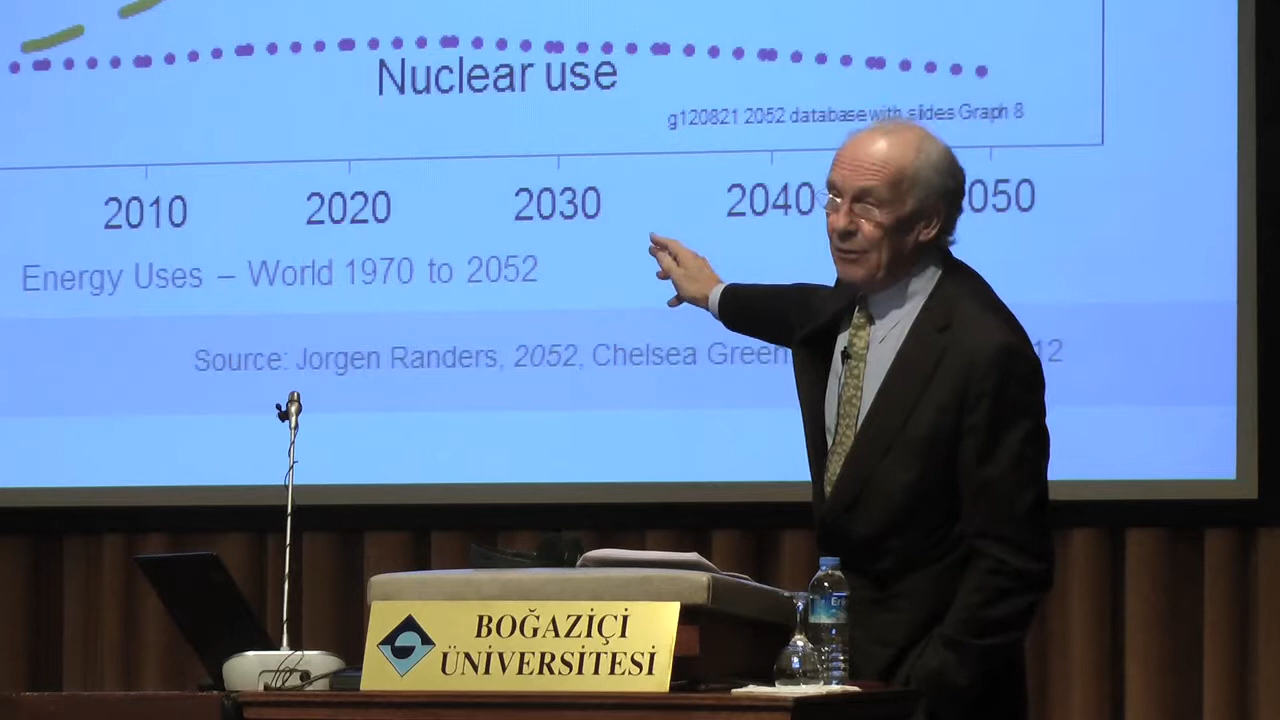 Nuclear use
g120821 2052 database with slides Graph 8
2010 2020 2030 2040 2050
Energy Uses – World 1970 to 2052
Source: Jorgen Randers, 2052, Chelsea Green 12
BOĞAZİÇİ
ÜNİVERSİTESİ